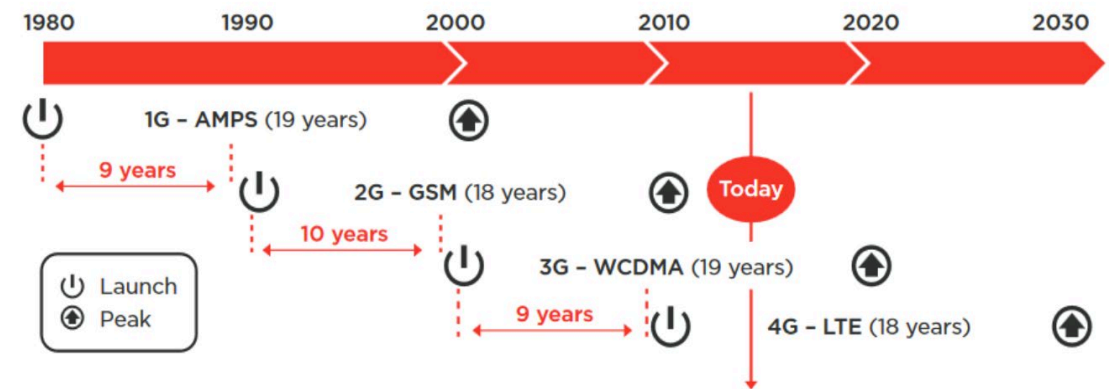 1980 1990 2000 2010 2020 2030
1G – AMPS (19 years)
9 years
2G – GSM (18 years)
Today
10 years
3G – WCDMA (19 years)
Launch
Peak
9 years
4G – LTE (18 years)